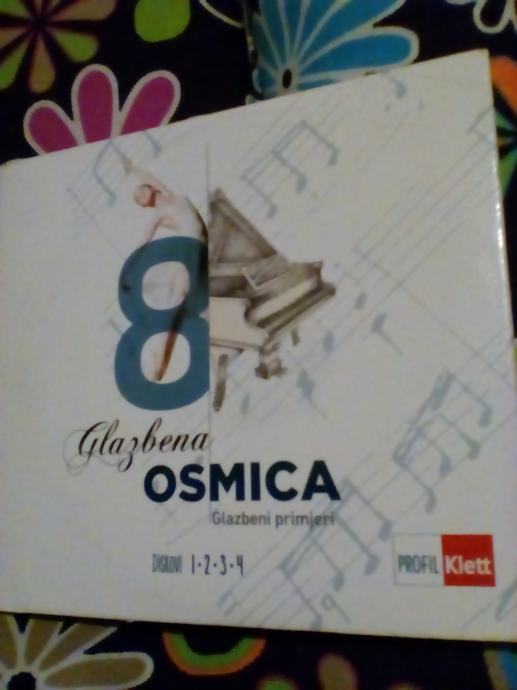 8
Glazbena
OSMICA
Glazbeni primjeri
DISKOVI 1·2·3·4
PROFIL Klett